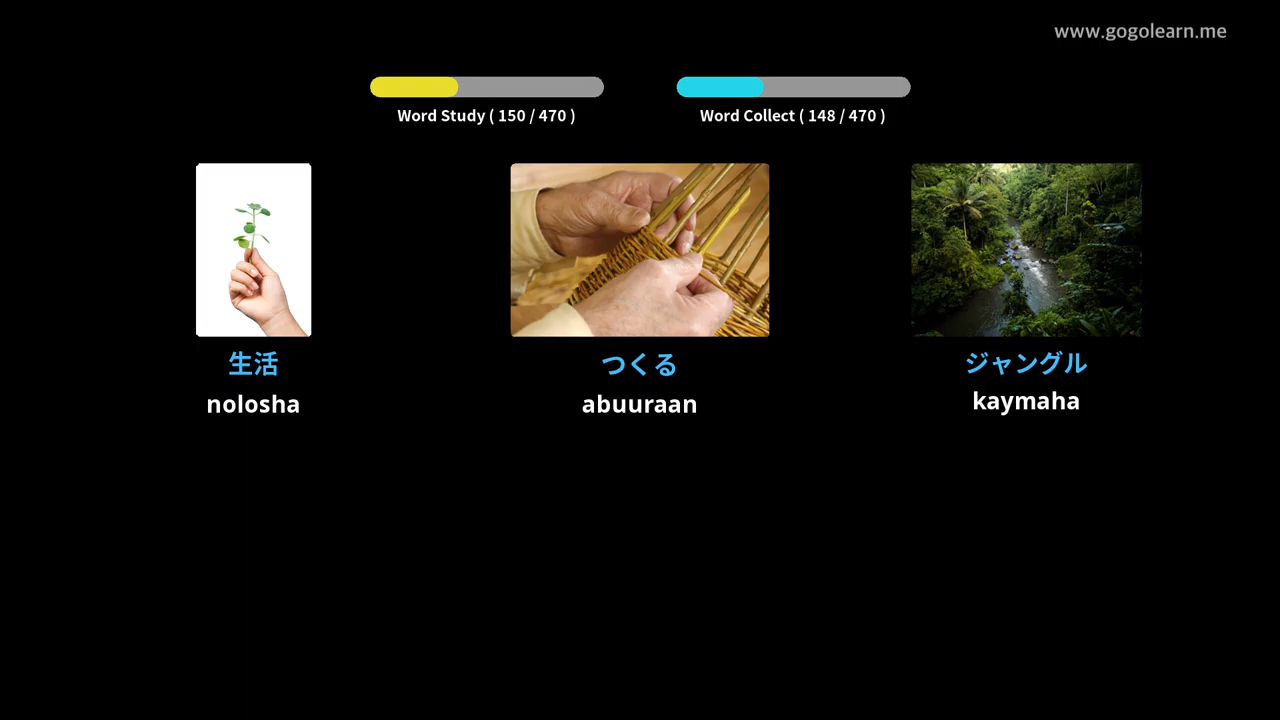 www.gogolearn.me
Word Study ( 150 / 470 )
Word Collect ( 148 / 470 )
生活
つくる
ジャングル
nolosha
abuuraan
kaymaha